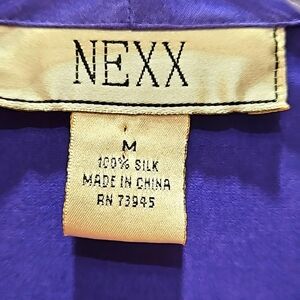 NEXX
M
100% SILK
MADE IN CHINA
RN 73945